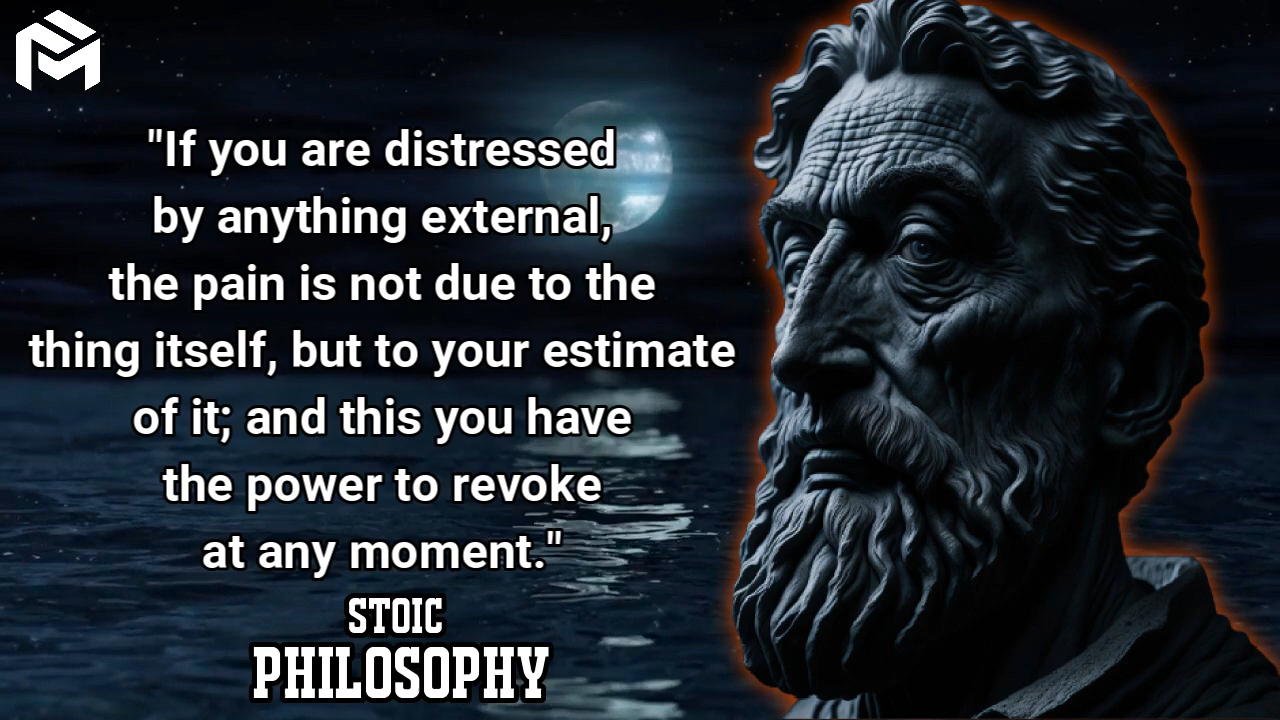 "If you are distressed
by anything external,
the pain is not due to the
thing itself, but to your estimate
of it; and this you have
the power to revoke
at any moment."
STOIC
PHILOSOPHY